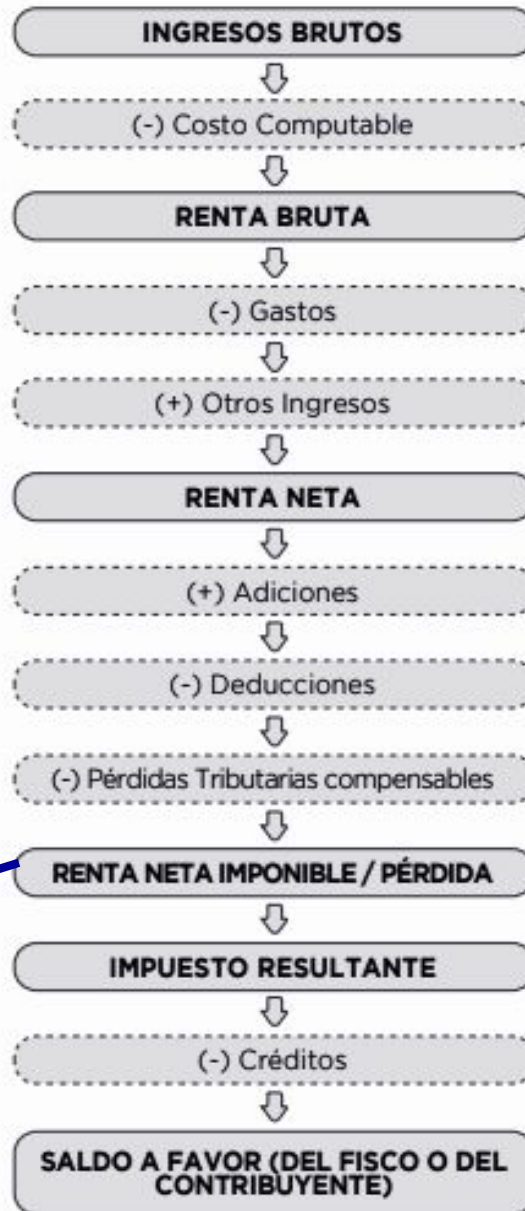 INGRESOS BRUTOS
(-) Costo Computable
RENTA BRUTA
(-) Gastos
(+) Otros Ingresos
RENTA NETA
(+) Adiciones
(-) Deducciones
(-) Pérdidas Tributarias compensables
RENTA NETA IMPONIBLE / PÉRDIDA
IMPUESTO RESULTANTE
(-) Créditos
SALDO A FAVOR (DEL FISCO O DEL
CONTRIBUYENTE)